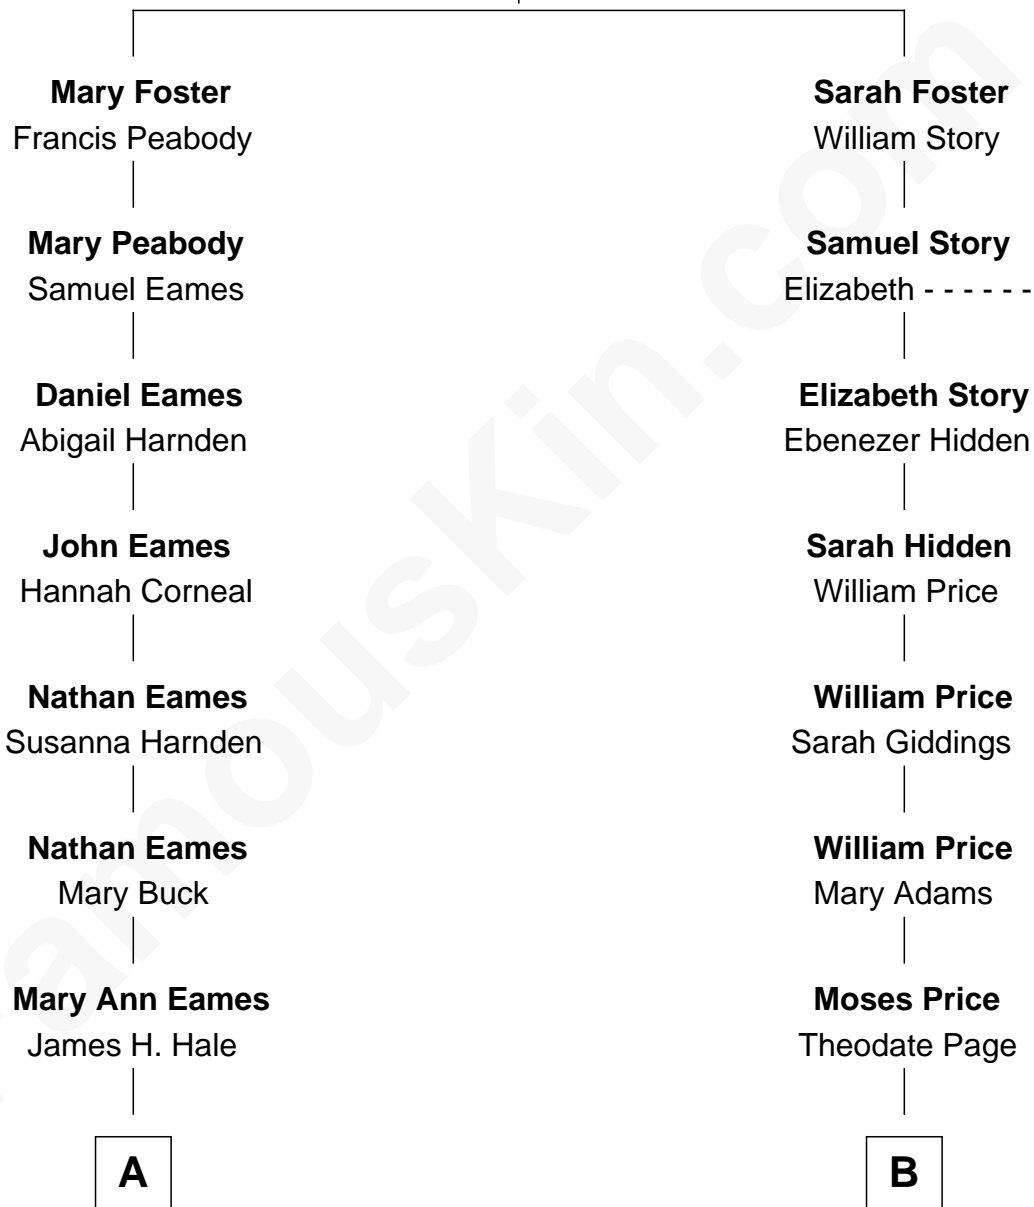 Mary Foster
Francis Peabody
Sarah Foster
William Story
Mary Peabody
Samuel Eames
Samuel Story
Elizabeth - - - - - -
Daniel Eames
Abigail Harnden
Elizabeth Story
Ebenezer Hidden
John Eames
Hannah Corneal
Sarah Hidden
William Price
Nathan Eames
Susanna Harnden
William Price
Sarah Giddings
Nathan Eames
Mary Buck
William Price
Mary Adams
Mary Ann Eames
James H. Hale
Moses Price
Theodate Page
A
B
FamousKin.com